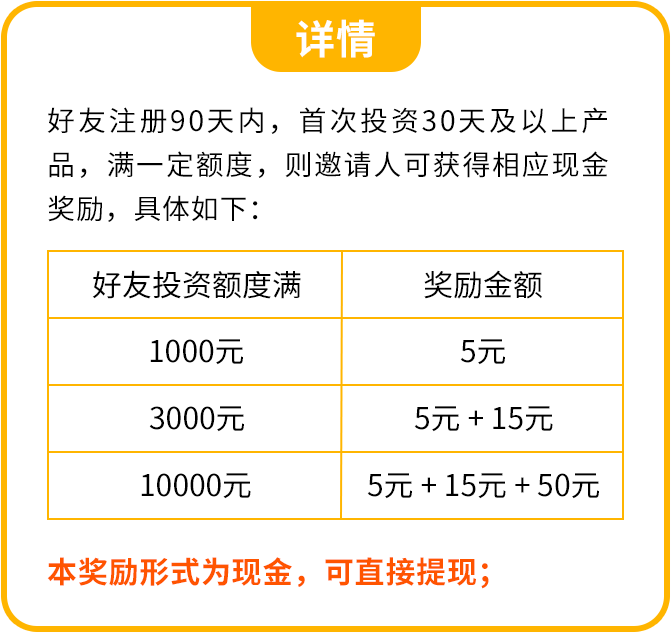 详情
好友注册90天内，首次投资30天及以上产
品，满一定额度，则邀请人可获得相应现金
奖励，具体如下：
好友投资额度满 奖励金额
1000元 5元
3000元 5元 + 15元
10000元 5元 + 15元 + 50元
本奖励形式为现金，可直接提现；